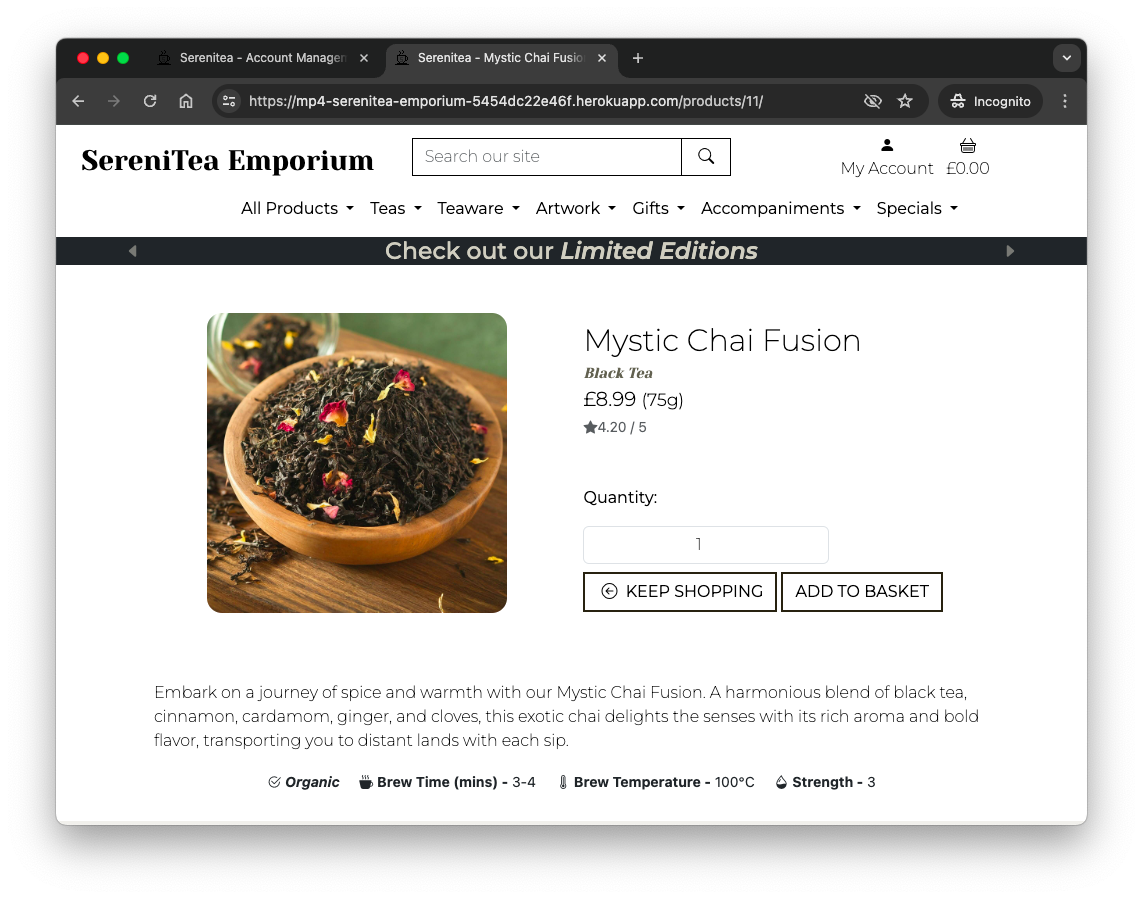 Serenitea - Account Manager
Serenitea - Mystic Chai Fusio
https://mp4-serenitea-emporium-5454dc22e46f.herokuapp.com/products/11/
Incognito
SereniTea Emporium
Search our site
My Account
£0.00
All Products Teas Teaware Artwork Gifts Accompaniments Specials
Check out our Limited Editions
Mystic Chai Fusion
Black Tea
£8.99 (75g)
4.20 / 5
Quantity:
1
KEEP SHOPPING ADD TO BASKET
Embark on a journey of spice and warmth with our Mystic Chai Fusion. A harmonious blend of black tea,
cinnamon, cardamom, ginger, and cloves, this exotic chai delights the senses with its rich aroma and bold
flavor, transporting you to distant lands with each sip.
Organic Brew Time (mins) - 3-4 Brew Temperature - 100°C Strength - 3